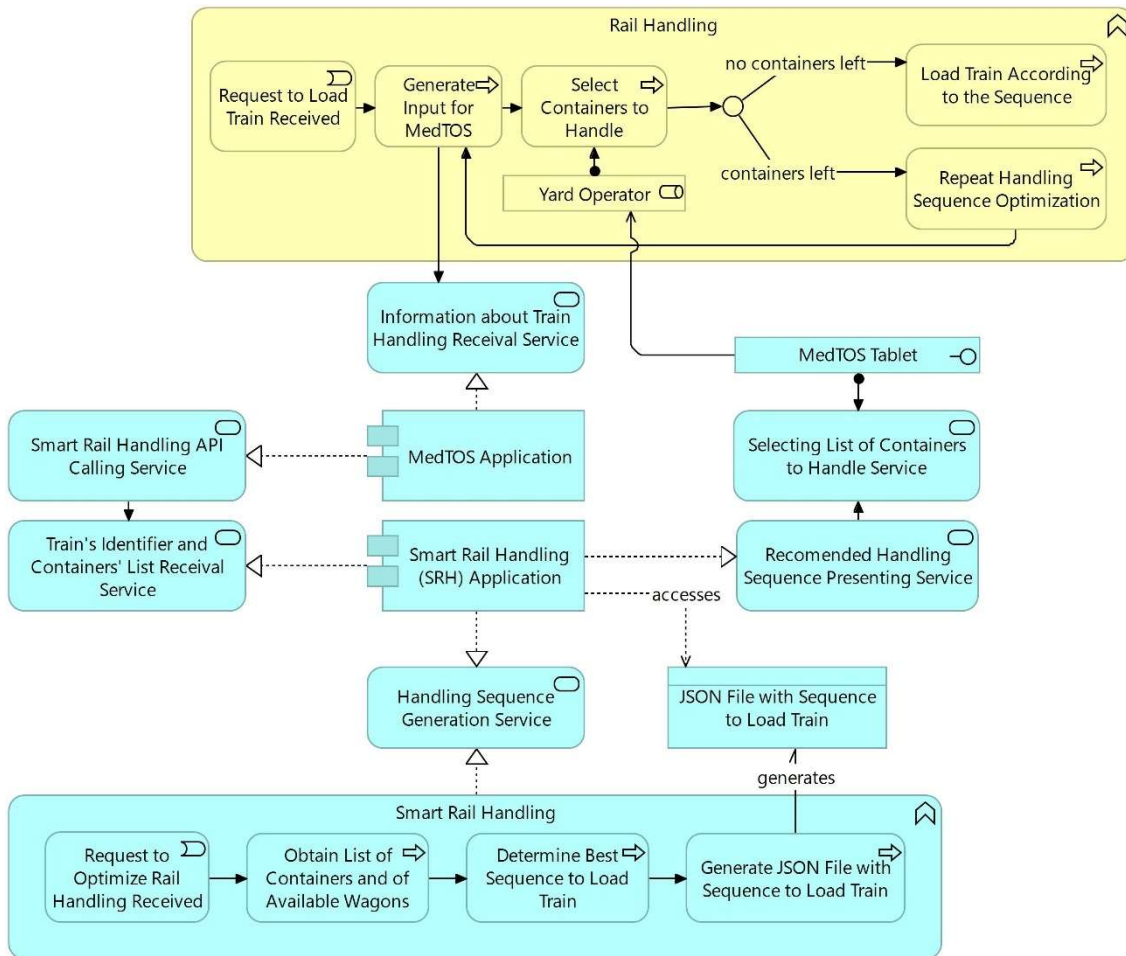 Rail Handling
Request to Load
Train Received
Generate
Input for
MedTOS
Select
Containers to
Handle
no containers left
Load Train According
to the Sequence
containers left
Repeat Handling
Sequence Optimization
Yard Operator
Information about Train
Handling Receival Service
MedTOS Tablet
Smart Rail Handling API
Calling Service
MedTOS Application
Selecting List of Containers
to Handle Service
Train's Identifier and
Containers' List Receival
Service
Smart Rail Handling
(SRH) Application
Recomended Handling
Sequence Presenting Service
accesses
Handling Sequence
Generation Service
JSON File with Sequence
to Load Train
generates
Smart Rail Handling
Request to
Optimize Rail
Handling Received
Obtain List of
Containers and of
Available Wagons
Determine Best
Sequence to Load
Train
Generate JSON File with
Sequence to Load Train